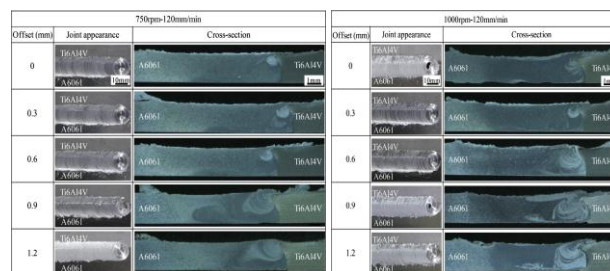 750rpm-120mm/min
Offset (mm) Joint appearance Cross-section
0 Ti6Al4V A6061 10mm A6061 Ti6Al4V 1mm
0.3 Ti6Al4V A6061 A6061 Ti6Al4V
0.6 Ti6Al4V A6061 A6061 Ti6Al4V
0.9 Ti6Al4V A6061 A6061 Ti6Al4V
1.2 Ti6Al4V A6061 A6061 Ti6Al4V
1000rpm-120mm/min
Offset (mm) Joint appearance Cross-section
0 Ti6Al4V A6061 10mm A6061 Ti6Al4V
0.3 Ti6Al4V A6061 A6061 Ti6Al4V
0.6 Ti6Al4V A6061 A6061 Ti6Al4V
0.9 Ti6Al4V A6061 A6061 Ti6Al4V
1.2 Ti6Al4V A6061 A6061 Ti6Al4V